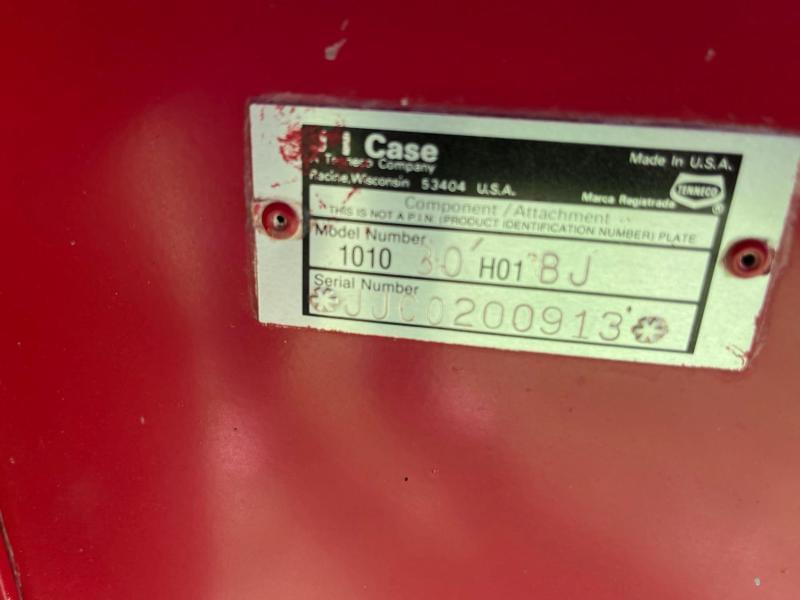 Case
Made In U.S.A.
A Tenneco Company
Racine, Wisconsin 53404 U.S.A.
TENNECO
®
Marca Registrada
Component/Attachment
THIS IS NOT A P.I.N. (PRODUCT IDENTIFICATION NUMBER) PLATE
Model Number
1010 30' H01 BJ
Serial Number
*JJC0200913*